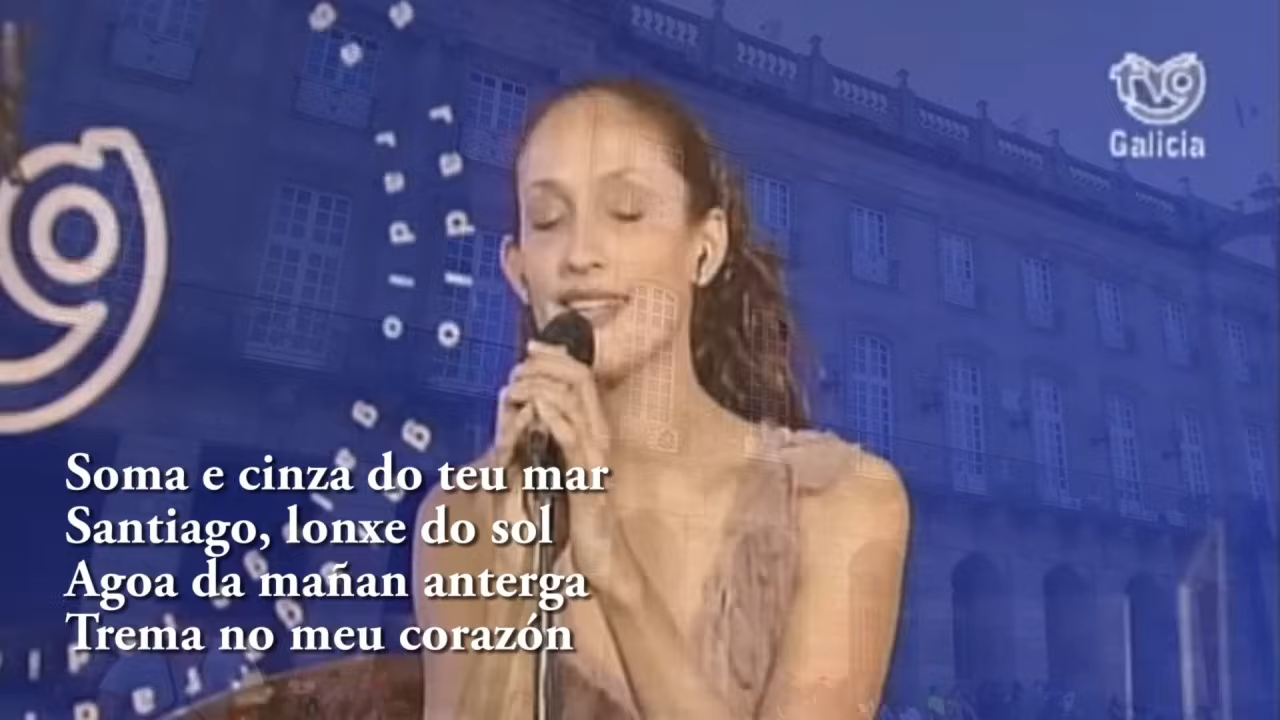 tvg
Galicia
Soma e cinza do teu mar
Santiago, lonxe do sol
Agoa da mañan anterga
Trema no meu corazón